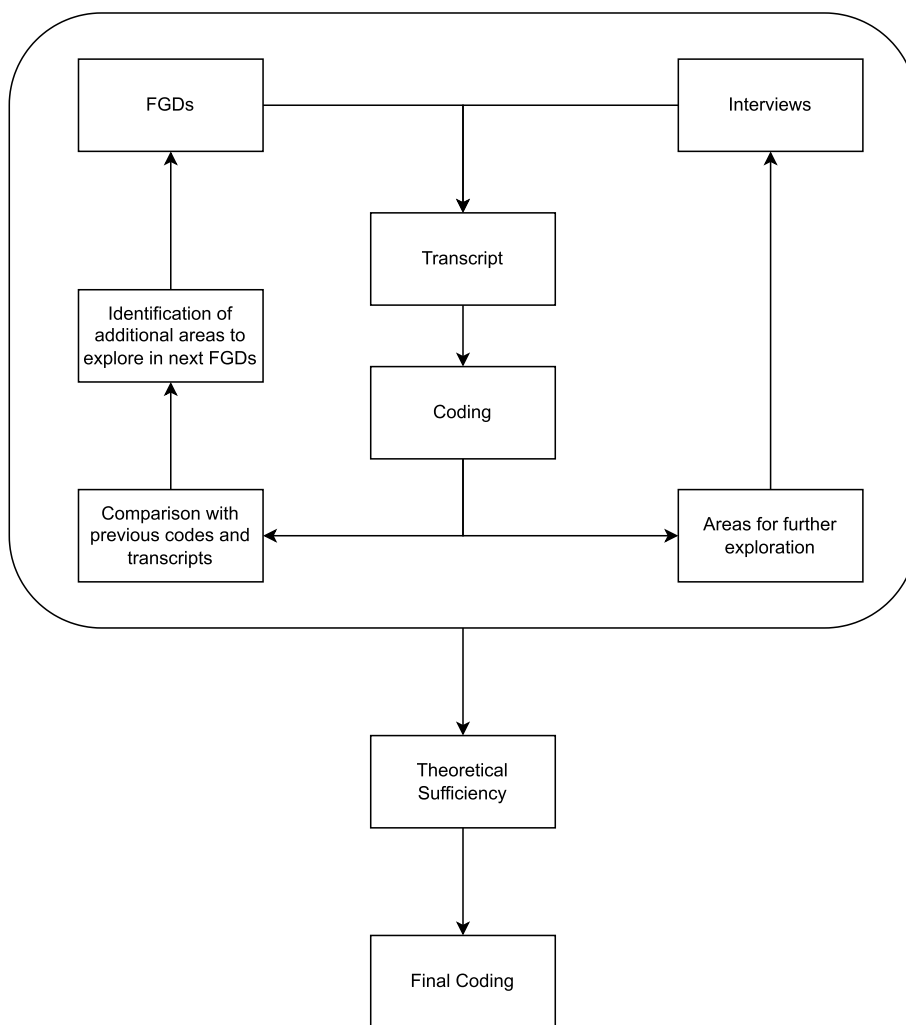 FGDs
Interviews
Transcript
Identification of
additional areas to
explore in next FGDs
Coding
Comparison with
previous codes and
transcripts
Areas for further
exploration
Theoretical
Sufficiency
Final Coding